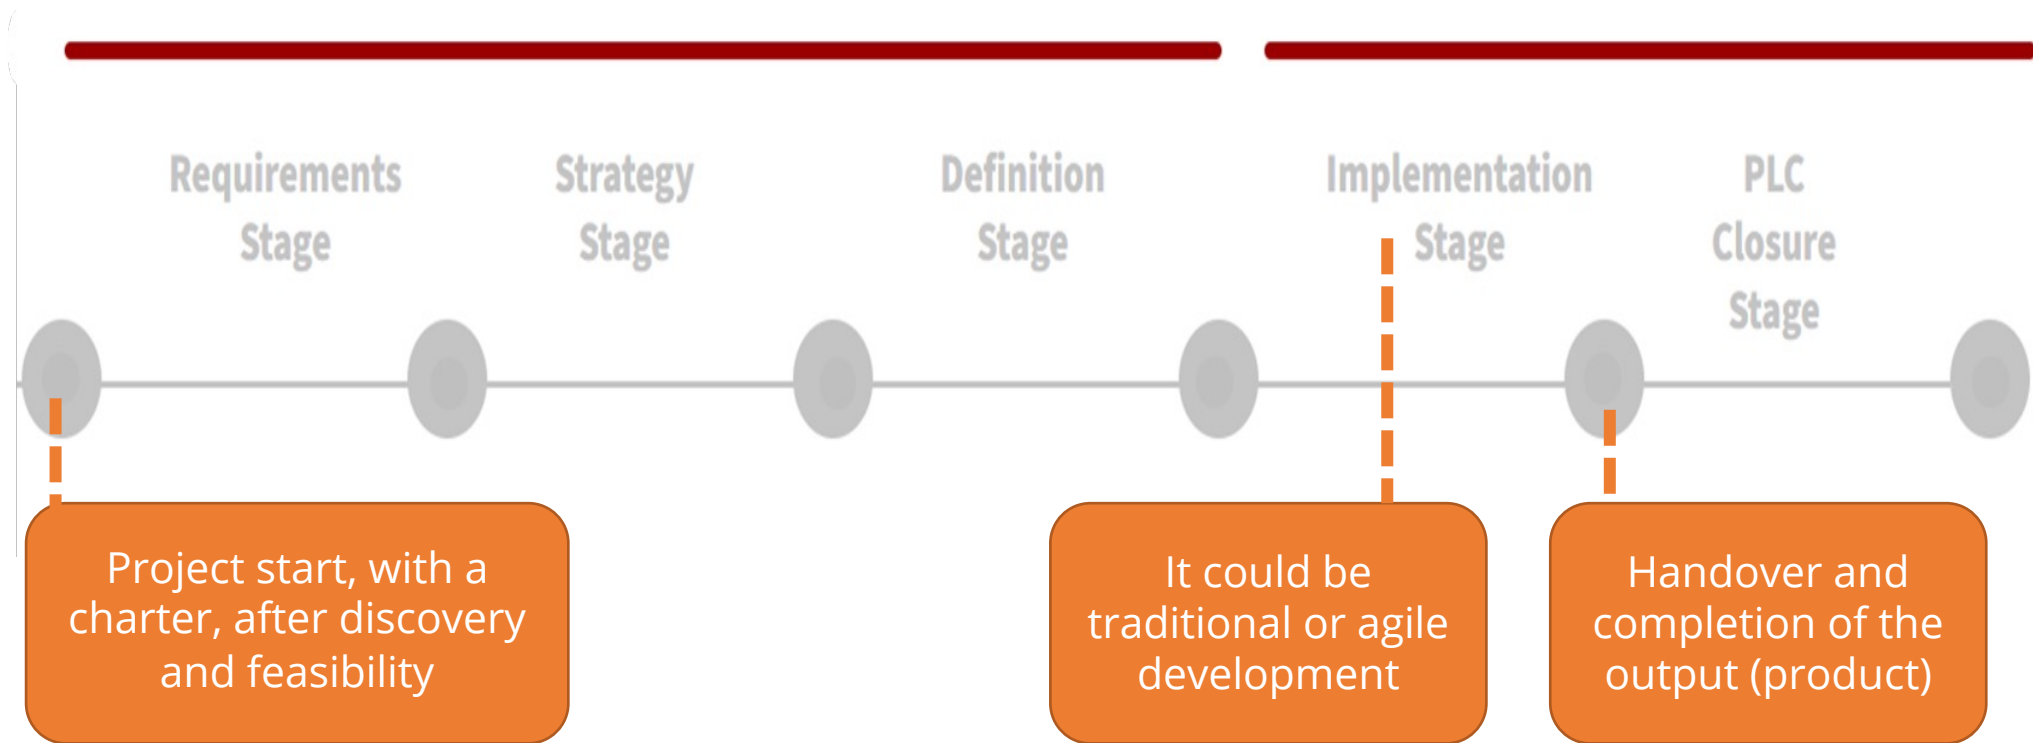 Requirements
Stage
Strategy
Stage
Definition
Stage
Implementation
Stage
PLC
Closure
Stage
Project start, with a
charter, after discovery
and feasibility
It could be
traditional or agile
development
Handover and
completion of the
output (product)